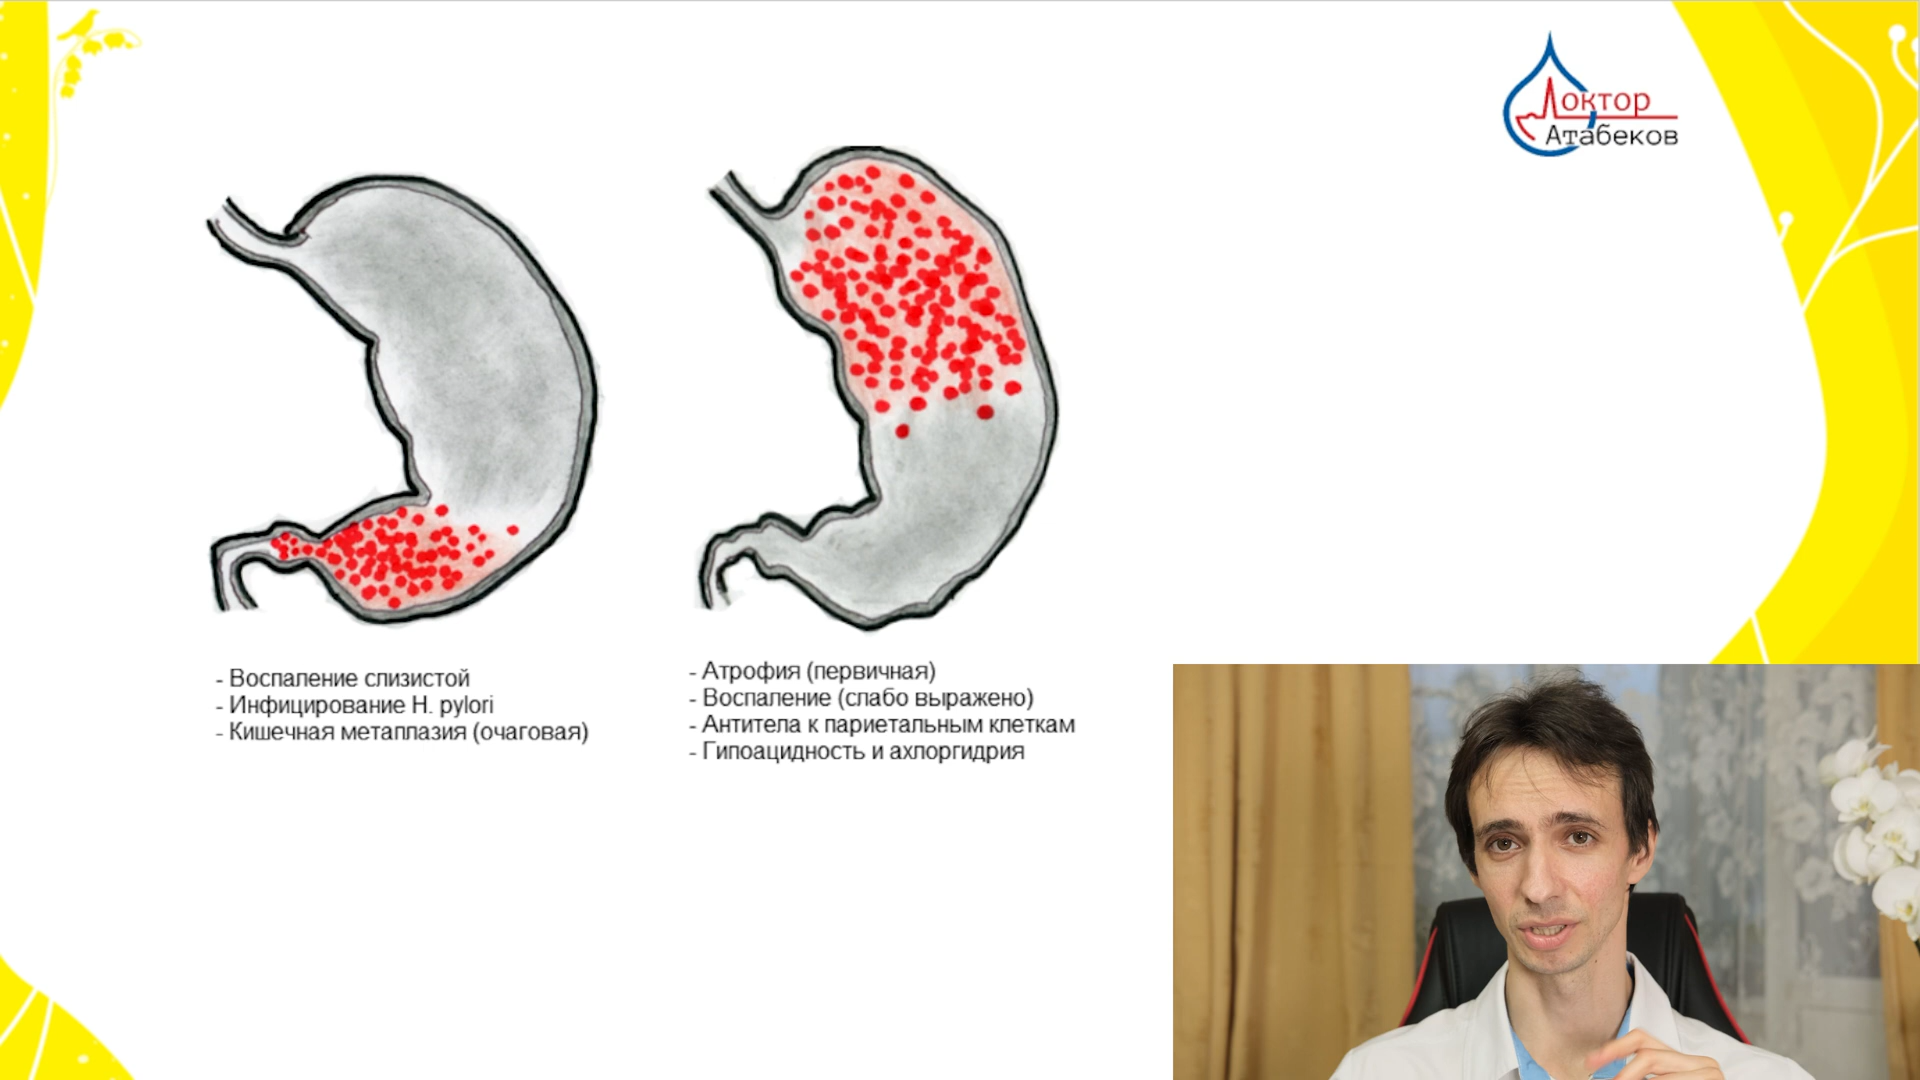 Доктор
Атабеков
- Воспаление слизистой
- Инфицирование H. pylori
- Кишечная метаплазия (очаговая)
- Атрофия (первичная)
- Воспаление (слабо выражено)
- Антитела к париетальным клеткам
- Гипоацидность и ахлоргидрия